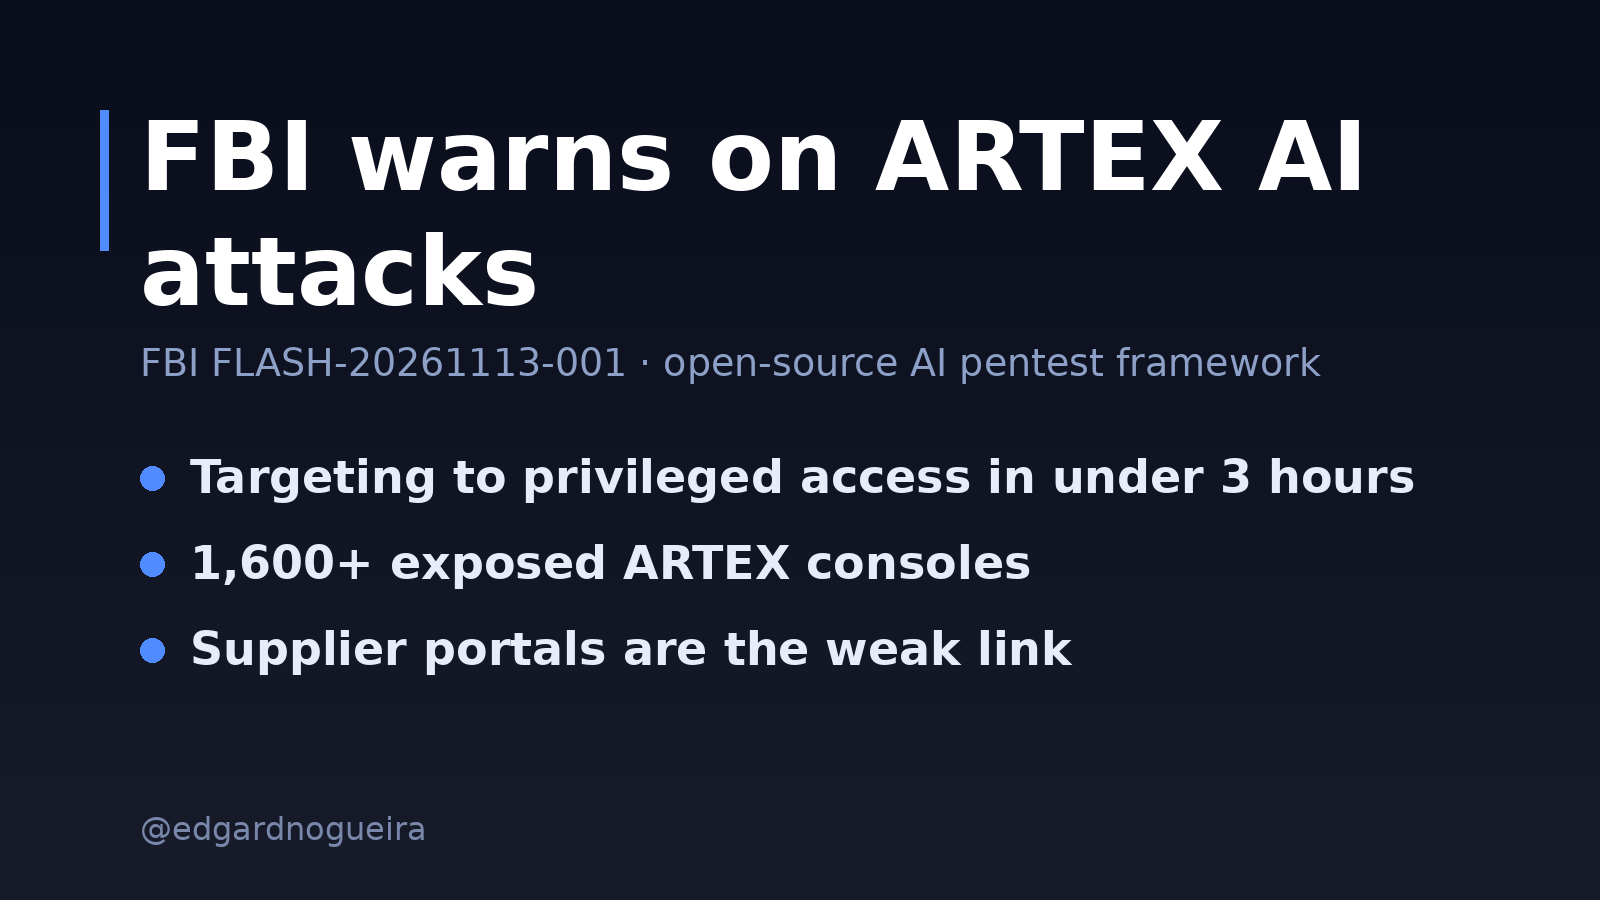 FBI warns on ARTEX AI
attacks
FBI FLASH-20261113-001 · open-source AI pentest framework
Targeting to privileged access in under 3 hours
1,600+ exposed ARTEX consoles
Supplier portals are the weak link
@edgardnogueira